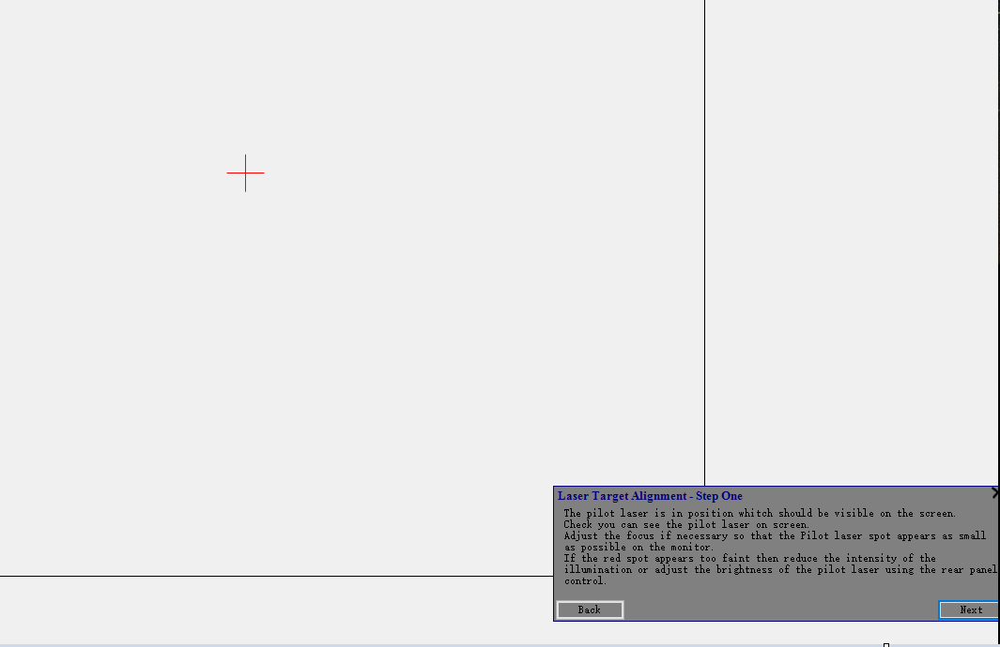 Laser Target Alignment - Step One
The pilot laser is in position whitch should be visible on the screen.
Check you can see the pilot laser on screen.
Adjust the focus if necessary so that the Pilot laser spot appears as small
as possible on the monitor.
If the red spot appears too faint then reduce the intensity of the
illumination or adjust the brightness of the pilot laser using the rear panel
control.
Back
Next